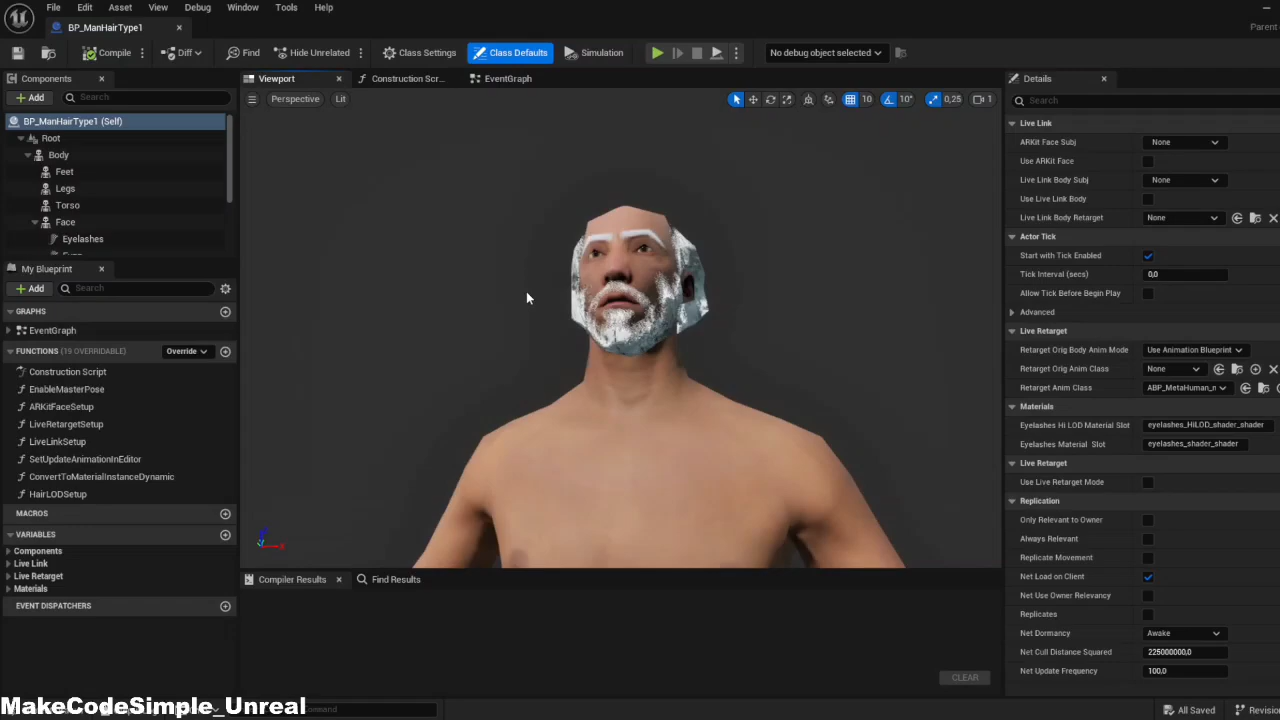 File Edit Asset View Debug Window Tools Help
BP_ManHairType1
Parent
Compile Diff Find Hide Unrelated Class Settings Class Defaults Simulation No debug object selected
Components
Add Search
BP_ManHairType1 (Self)
Root
Body
Feet
Legs
Torso
Face
Eyelashes
My Blueprint
Add Search
GRAPHS
EventGraph
FUNCTIONS (19 OVERRIDABLE) Override
Construction Script
EnableMasterPose
ARKitFaceSetup
LiveRetargetSetup
LiveLinkSetup
SetUpdateAnimationInEditor
ConvertToMaterialInstanceDynamic
HairLODSetup
MACROS
VARIABLES
Components
Live Link
Live Retarget
Materials
EVENT DISPATCHERS
Viewport Construction Scr... EventGraph
Perspective Lit 10 10° 0,25 1
Compiler Results Find Results
CLEAR
Details
Search
Live Link
ARKit Face Subj None
Use ARKit Face
Live Link Body Subj None
Use Live Link Body
Live Link Body Retarget None
Actor Tick
Start with Tick Enabled
Tick Interval (secs) 0,0
Allow Tick Before Begin Play
Advanced
Live Retarget
Retarget Orig Body Anim Mode Use Animation Blueprint
Retarget Orig Anim Class None
Retarget Anim Class ABP_MetaHuman_r
Materials
Eyelashes Hi LOD Material Slot eyelashes_HiLOD_shader_shader
Eyelashes Material Slot eyelashes_shader_shader
Live Retarget
Use Live Retarget Mode
Replication
Only Relevant to Owner
Always Relevant
Replicate Movement
Net Load on Client
Net Use Owner Relevancy
Replicates
Net Dormancy Awake
Net Cull Distance Squared 225000000,0
Net Update Frequency 100,0
MakeCodeSimple_Unreal
All Saved Revisio